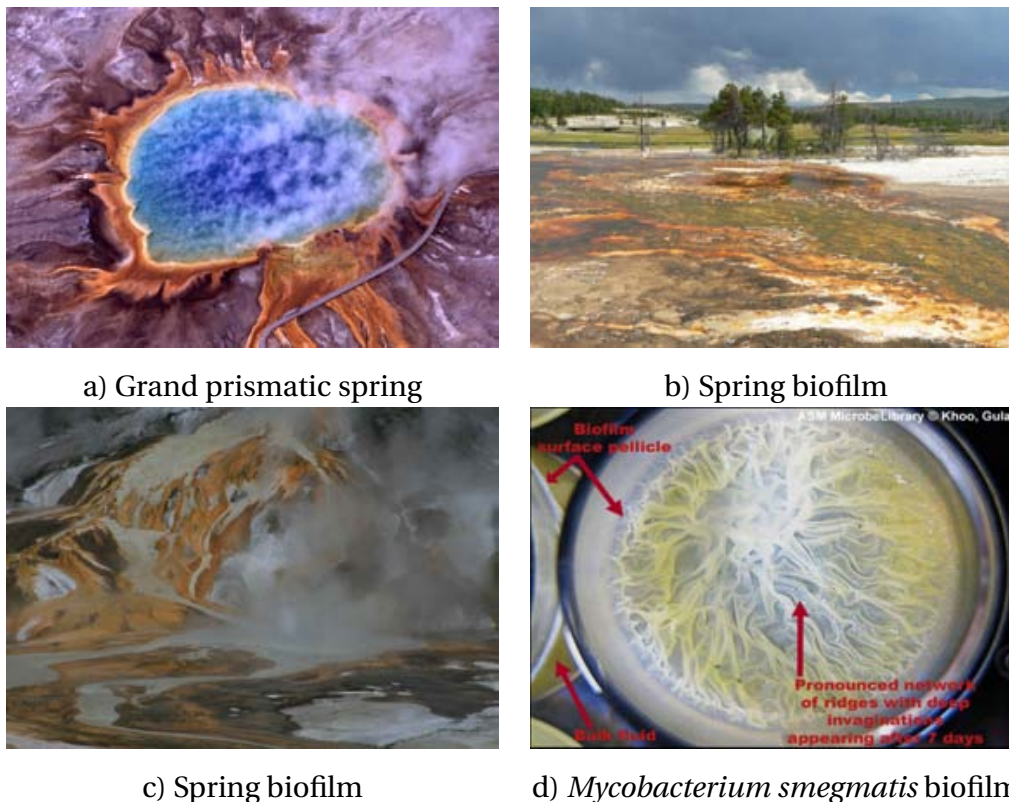 a) Grand prismatic spring
b) Spring biofilm
ASM MicrobeLibrary © Khoo, Gula
Biofilm
surface pellicle
Pronounced network
of ridges with deep
invaginations
appearing after 7 days
Bulk fluid
c) Spring biofilm
d) Mycobacterium smegmatis biofilm